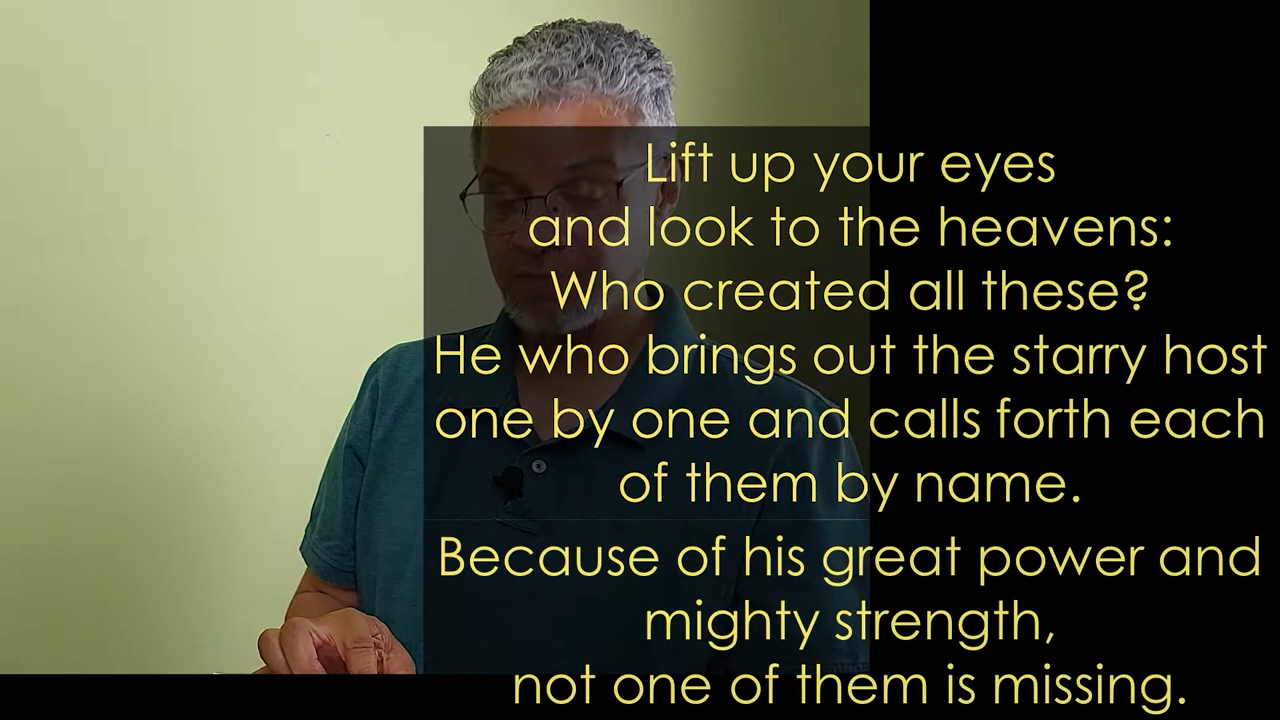 Lift up your eyes
and look to the heavens:
Who created all these?
He who brings out the starry host
one by one and calls forth each
of them by name.
Because of his great power and
mighty strength,
not one of them is missing.